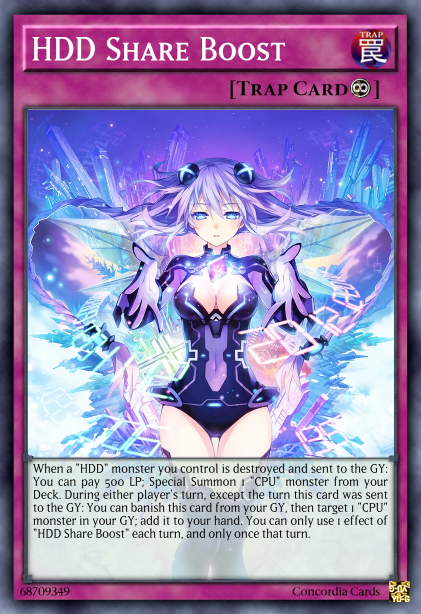 HDD Share Boost
TRAP
罠
[Trap Card]
When a "HDD" monster you control is destroyed and sent to the GY:
You can pay 500 LP; Special Summon 1 "CPU" monster from your
Deck. During either player's turn, except the turn this card was sent
to the GY: You can banish this card from your GY, then target 1 "CPU"
monster in your GY; add it to your hand. You can only use 1 effect of
"HDD Share Boost" each turn, and only once that turn.
68709349
Concordia Cards